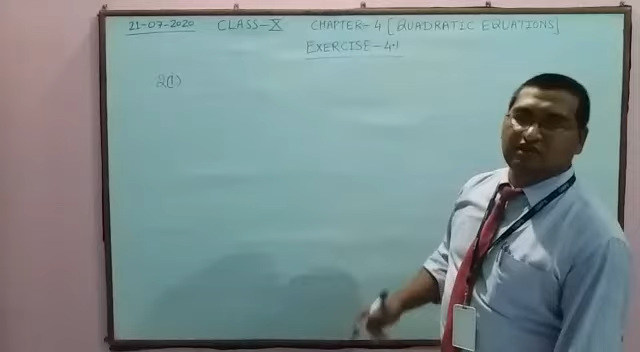 21-07-2020 CLASS-X CHAPTER-4 [QUADRATIC EQUATIONS]
EXERCISE-4.1
2(i)